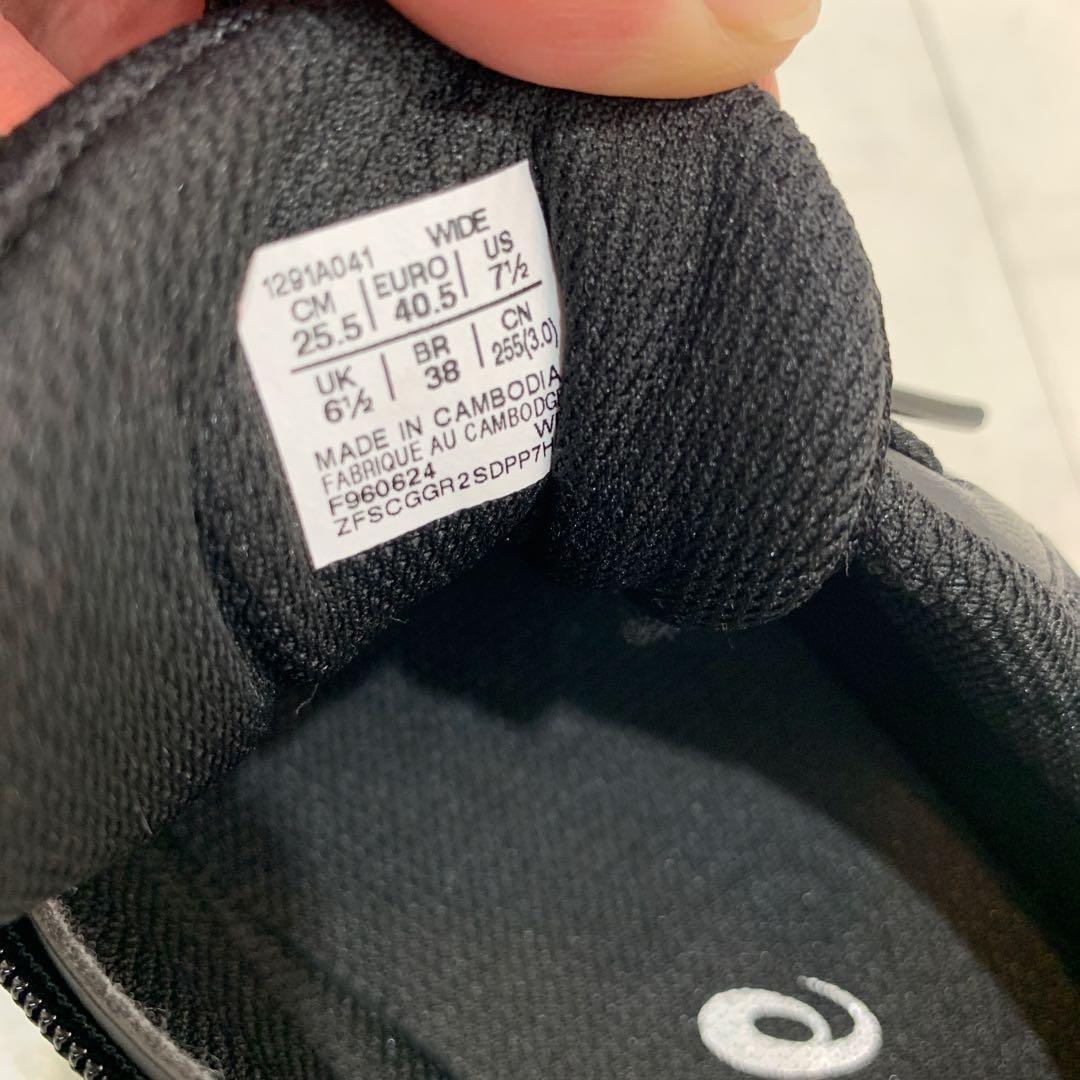 1291A041 WIDE
CM EURO US
25.5 40.5 7½
UK BR CN
6½ 38 255(3.0)
MADE IN CAMBODIA
FABRIQUE AU CAMBODGE
F960624
ZFSCGGR2SDPP7H